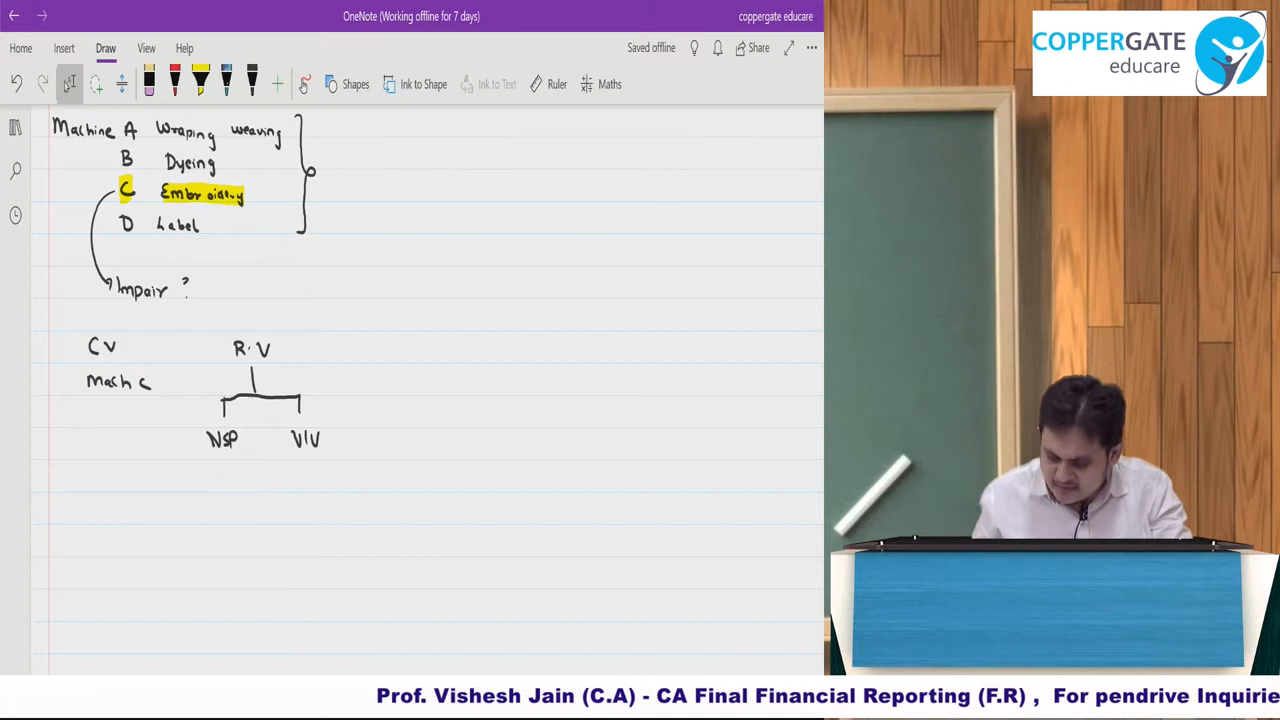 OneNote (Working offline for 7 days)
coppergate educare
Home Insert Draw View Help
Saved offline
Share
Shapes
Ink to Shape
Ink to Text
Ruler
Maths
COPPERGATE
educare
Machine A Wraping weaving
B Dyeing
C Embroidery
D Label
Impair ?
CV R.V
Mach C
NSP VIU
Prof. Vishesh Jain (C.A) - CA Final Financial Reporting (F.R) , For pendrive Inquirie